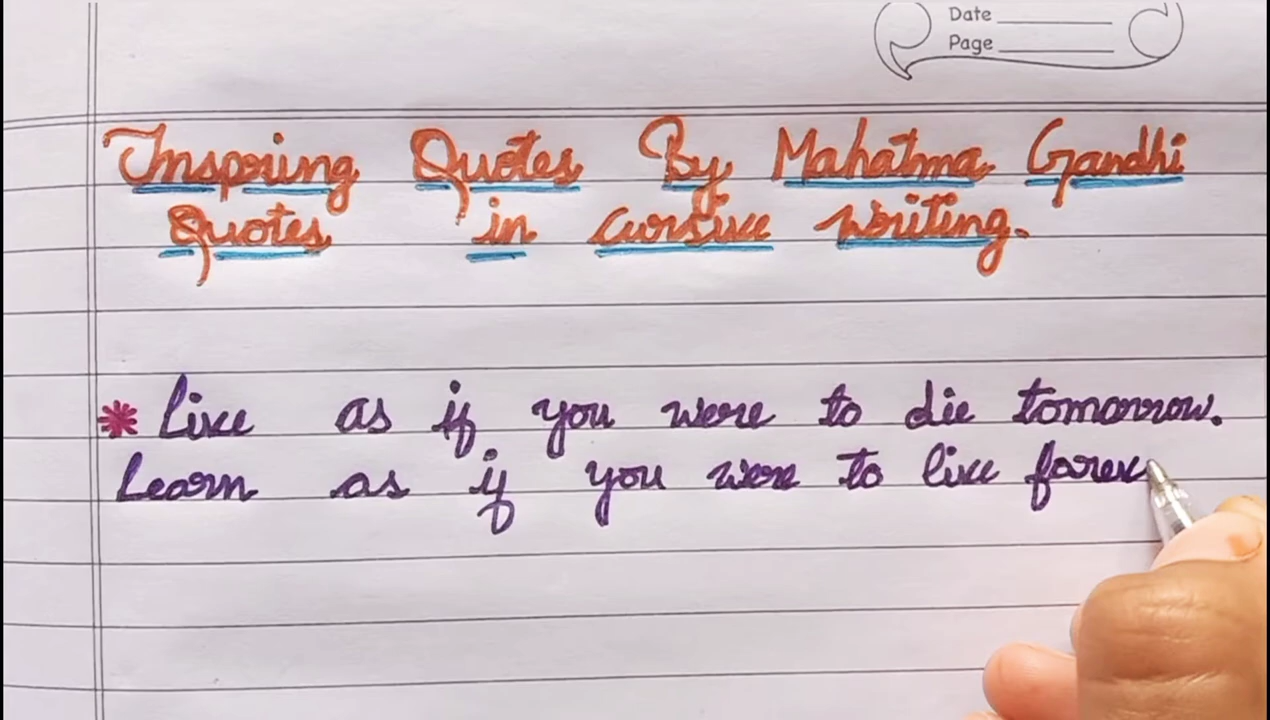 Date
Page
Inspiring Quotes By Mahatma Gandhi
Quotes in cursive writing.
* Live as if you were to die tomorrow.
Learn as if you were to live forev